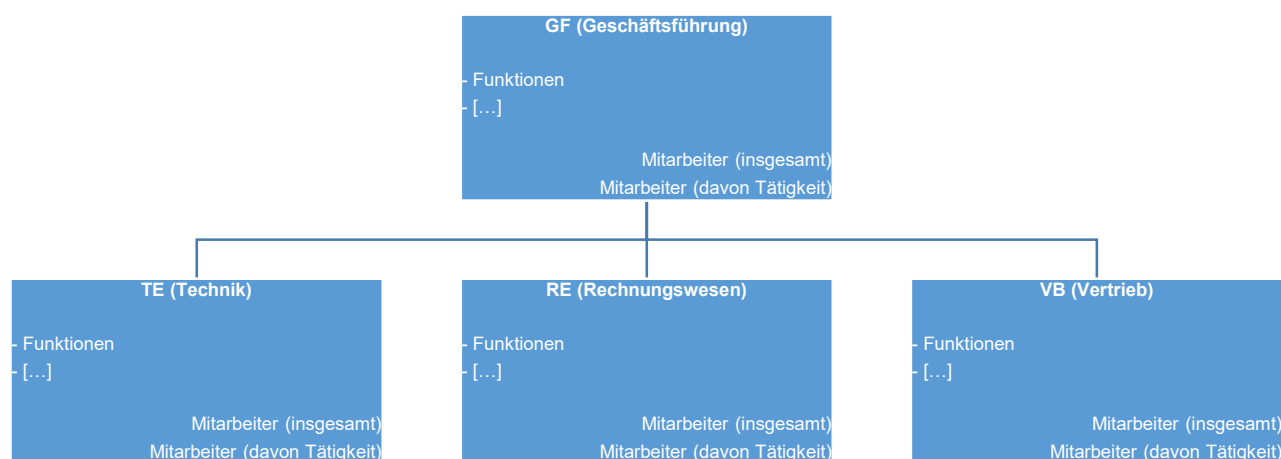 GF (Geschäftsführung)
- Funktionen
- […]
Mitarbeiter (insgesamt)
Mitarbeiter (davon Tätigkeit)
TE (Technik)
- Funktionen
- […]
Mitarbeiter (insgesamt)
Mitarbeiter (davon Tätigkeit)
RE (Rechnungswesen)
- Funktionen
- […]
Mitarbeiter (insgesamt)
Mitarbeiter (davon Tätigkeit)
VB (Vertrieb)
- Funktionen
- […]
Mitarbeiter (insgesamt)
Mitarbeiter (davon Tätigkeit)